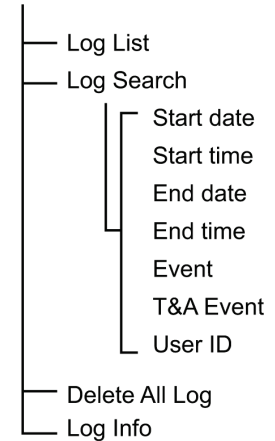 Log List
Log Search
Start date
Start time
End date
End time
Event
T&A Event
User ID
Delete All Log
Log Info